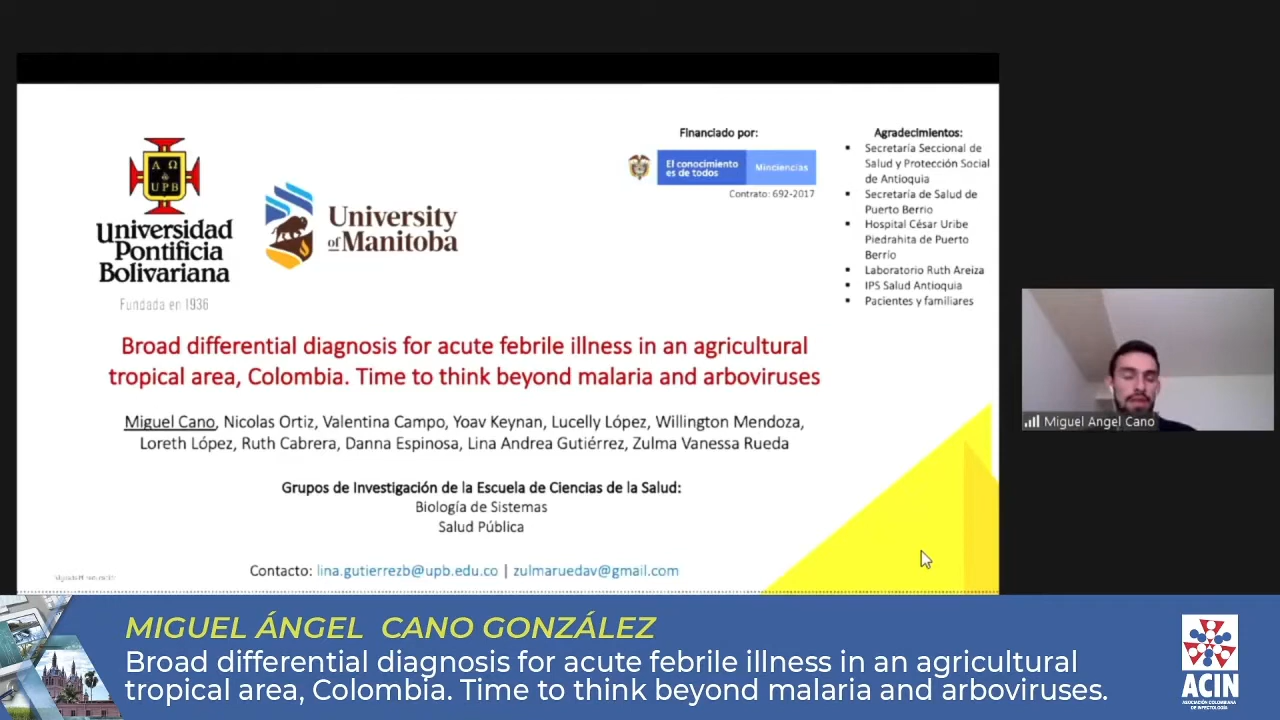 Α Ω
UPB
Universidad
Pontificia
Bolivariana
Fundada en 1936
University
of Manitoba
Financiado por:
El conocimiento
es de todos
Minciencias
Contrato: 692-2017
Agradecimientos:
▪ Secretaría Seccional de
Salud y Protección Social
de Antioquia
▪ Secretaría de Salud de
Puerto Berrio
▪ Hospital César Uribe
Piedrahita de Puerto
Berrío
▪ Laboratorio Ruth Areiza
▪ IPS Salud Antioquia
▪ Pacientes y familiares
Broad differential diagnosis for acute febrile illness in an agricultural
tropical area, Colombia. Time to think beyond malaria and arboviruses
Miguel Cano, Nicolas Ortiz, Valentina Campo, Yoav Keynan, Lucelly López, Willington Mendoza,
Loreth López, Ruth Cabrera, Danna Espinosa, Lina Andrea Gutiérrez, Zulma Vanessa Rueda
Grupos de Investigación de la Escuela de Ciencias de la Salud:
Biología de Sistemas
Salud Pública
Contacto: lina.gutierrezb@upb.edu.co | zulmaruedav@gmail.com
Miguel Angel Cano
MIGUEL ÁNGEL CANO GONZÁLEZ
Broad differential diagnosis for acute febrile illness in an agricultural
tropical area, Colombia. Time to think beyond malaria and arboviruses.
ACIN
ASOCIACIÓN COLOMBIANA
DE INFECTOLOGÍA